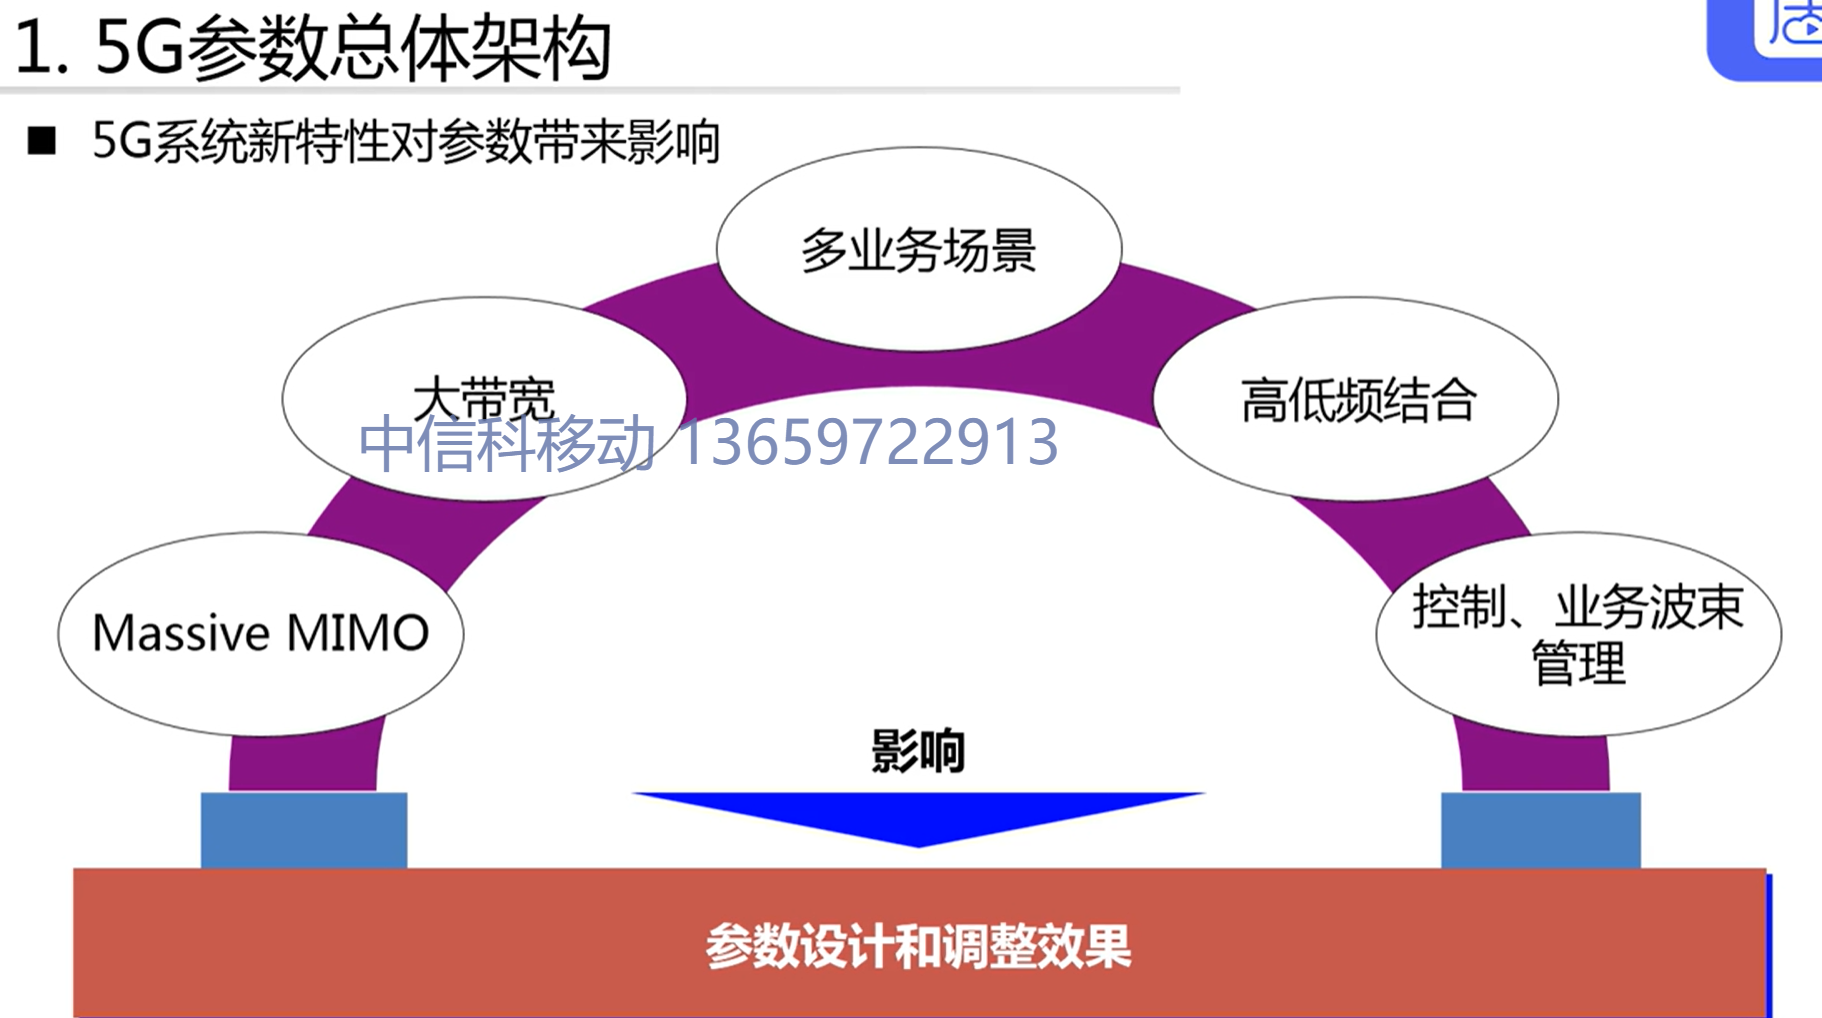 1. 5G参数总体架构
■ 5G系统新特性对参数带来影响
多业务场景
大带宽
高低频结合
中信科移动 13659722913
Massive MIMO
控制、业务波束
管理
影响
参数设计和调整效果